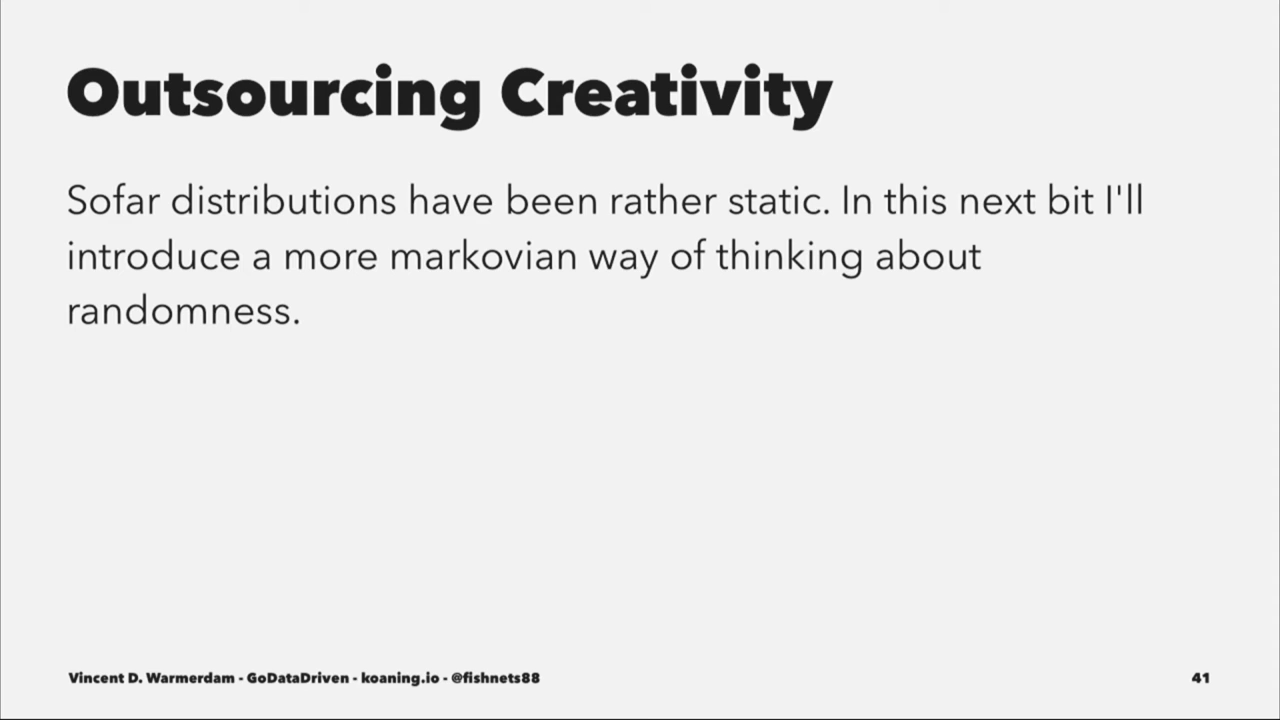 Outsourcing Creativity
Sofar distributions have been rather static. In this next bit I'll
introduce a more markovian way of thinking about
randomness.
Vincent D. Warmerdam - GoDataDriven - koaning.io - @fishnets88
41